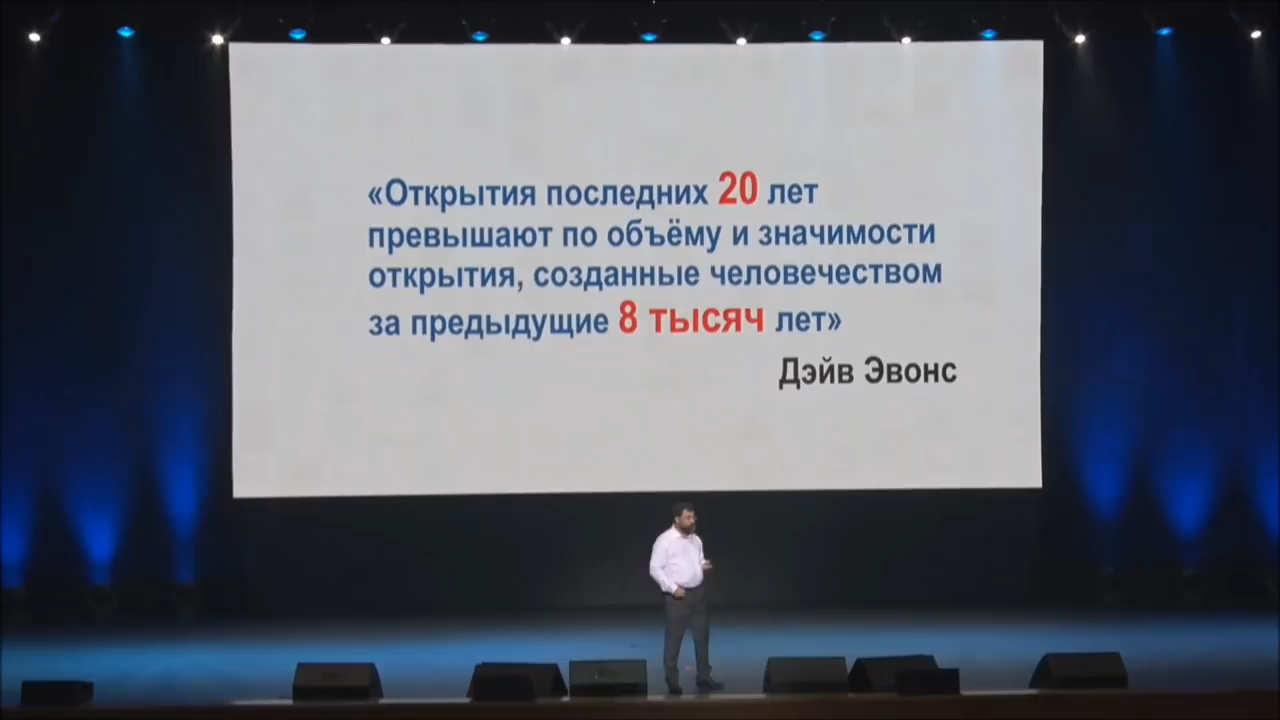 «Открытия последних 20 лет
превышают по объёму и значимости
открытия, созданные человечеством
за предыдущие 8 тысяч лет»
Дэйв Эвонс